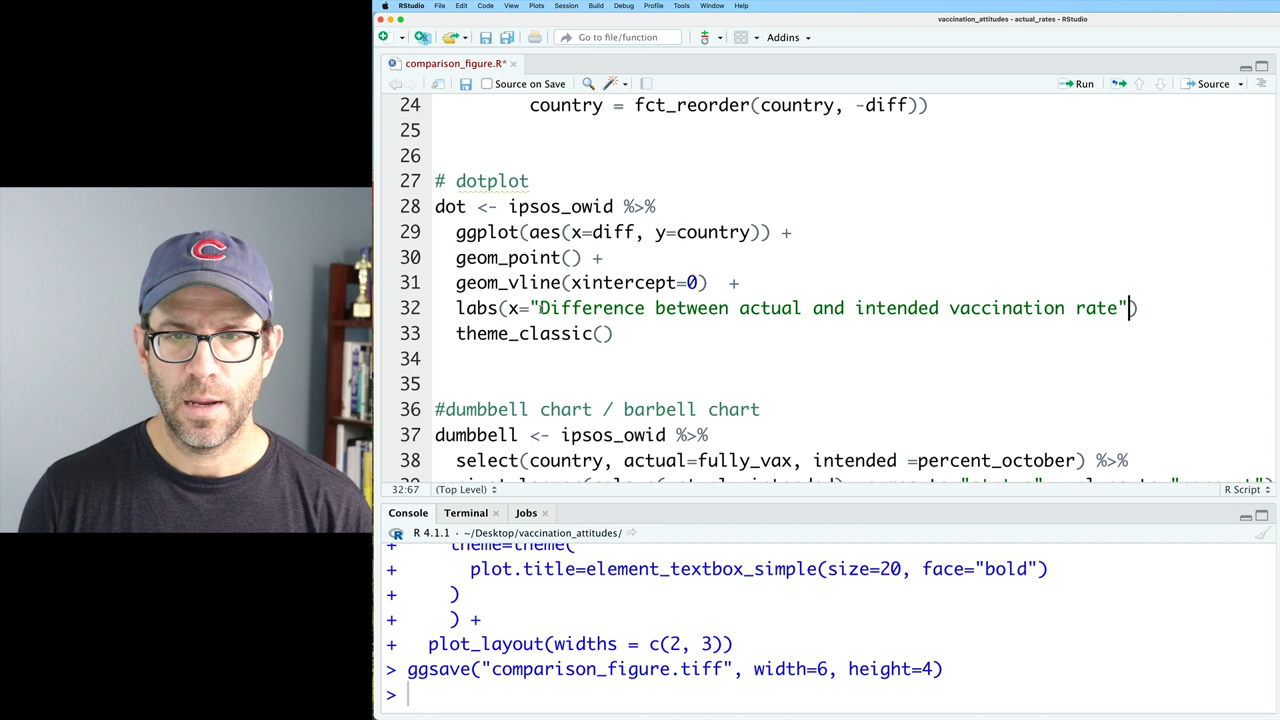 RStudio File Edit Code View Plots Session Build Debug Profile Tools Window Help
vaccination_attitudes - actual_rates - RStudio
Go to file/function Addins
comparison_figure.R*
Source on Save Run Source
24 country = fct_reorder(country, -diff))
25
26
27 # dotplot
28 dot <- ipsos_owid %>%
29 ggplot(aes(x=diff, y=country)) +
30 geom_point() +
31 geom_vline(xintercept=0)  +
32 labs(x="Difference between actual and intended vaccination rate")
33 theme_classic()
34
35
36 #dumbbell chart / barbell chart
37 dumbbell <- ipsos_owid %>%
38 select(country, actual=fully_vax, intended =percent_october) %>%
32:67 (Top Level) R Script
Console Terminal Jobs
R 4.1.1 · ~/Desktop/vaccination_attitudes/
+ theme=theme(
+ plot.title=element_textbox_simple(size=20, face="bold")
+ )
+ ) +
+ plot_layout(widths = c(2, 3))
> ggsave("comparison_figure.tiff", width=6, height=4)
>
C